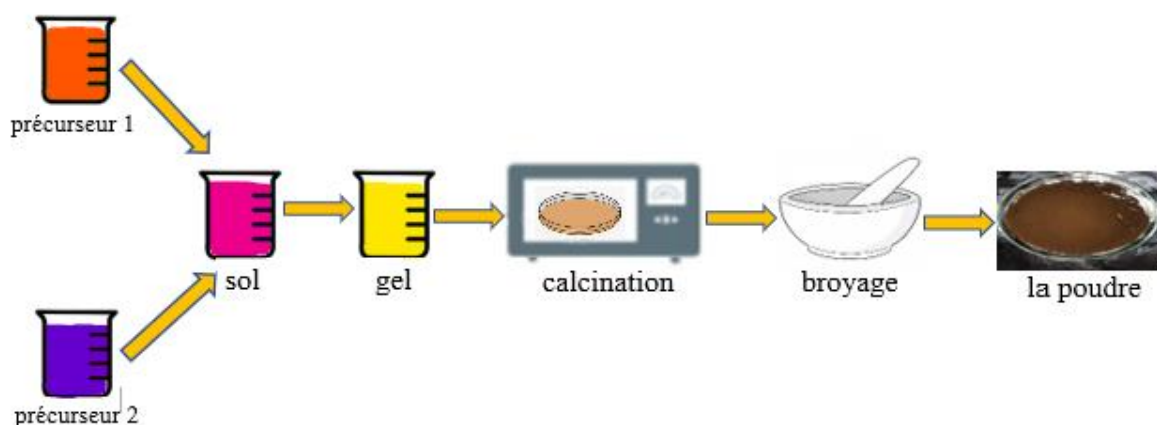 précurseur 1
sol
gel
calcination
broyage
la poudre
précurseur 2